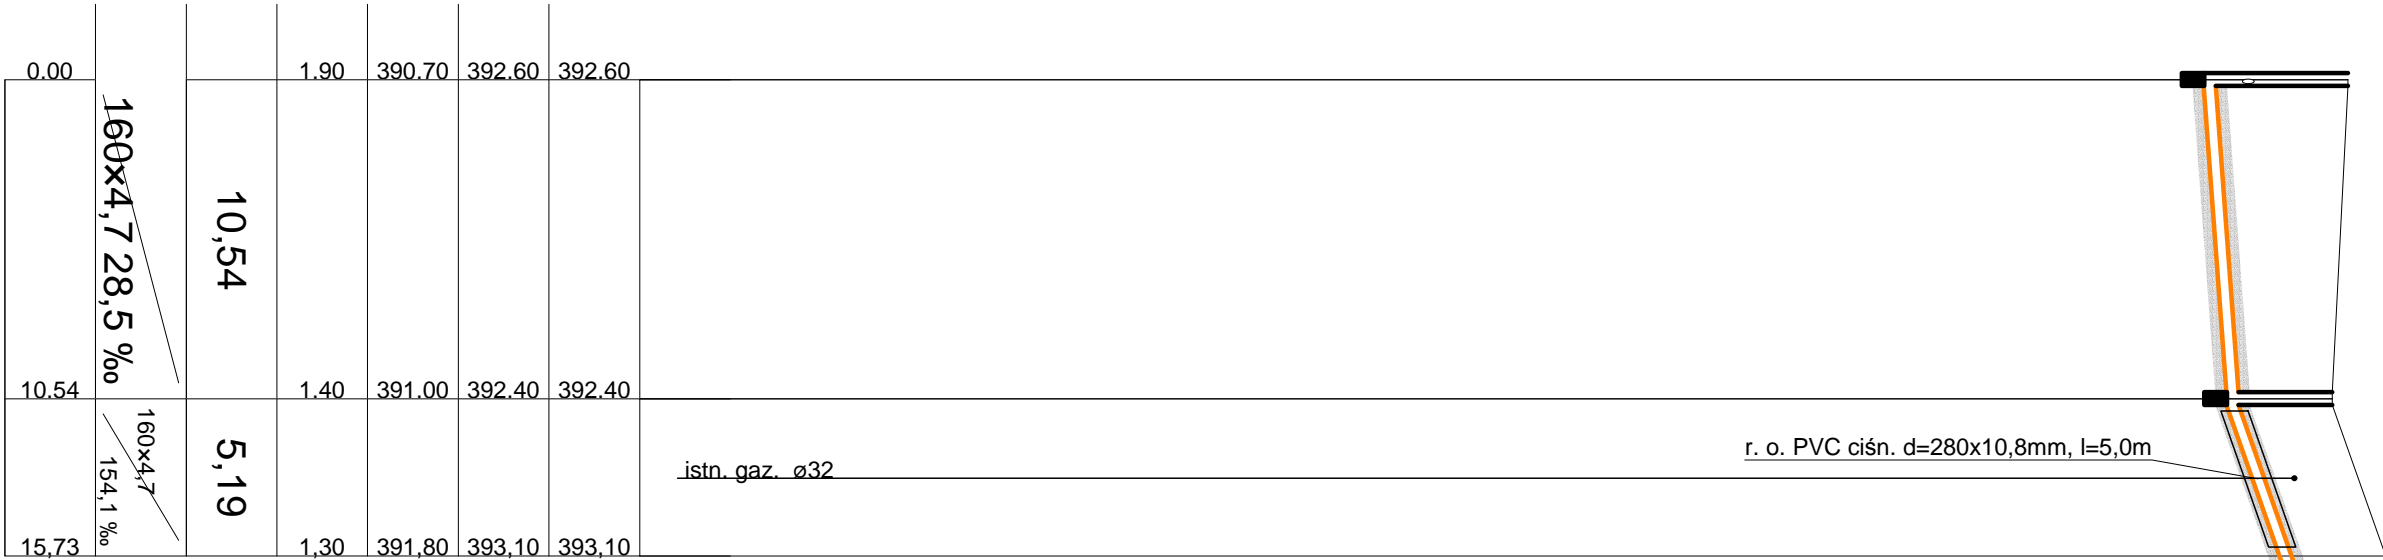 0.00 1.90 390.70 392.60 392.60
160x4,7 28,5 ‰
10,54
10.54 1.40 391.00 392.40 392.40
160x4,7
154,1 ‰
5,19
istn. gaz. ø32
r. o. PVC ciśn. d=280x10,8mm, l=5,0m
15,73 1,30 391,80 393,10 393,10